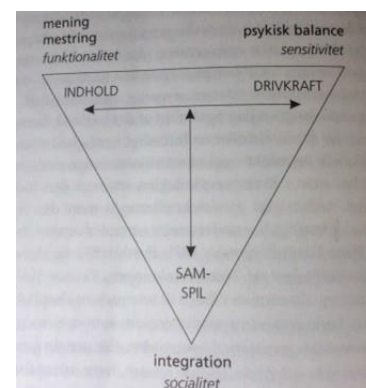 mening
mestring
funktionalitet
psykisk balance
sensitivitet
INDHOLD
DRIVKRAFT
SAM-
SPIL
integration
socialitet